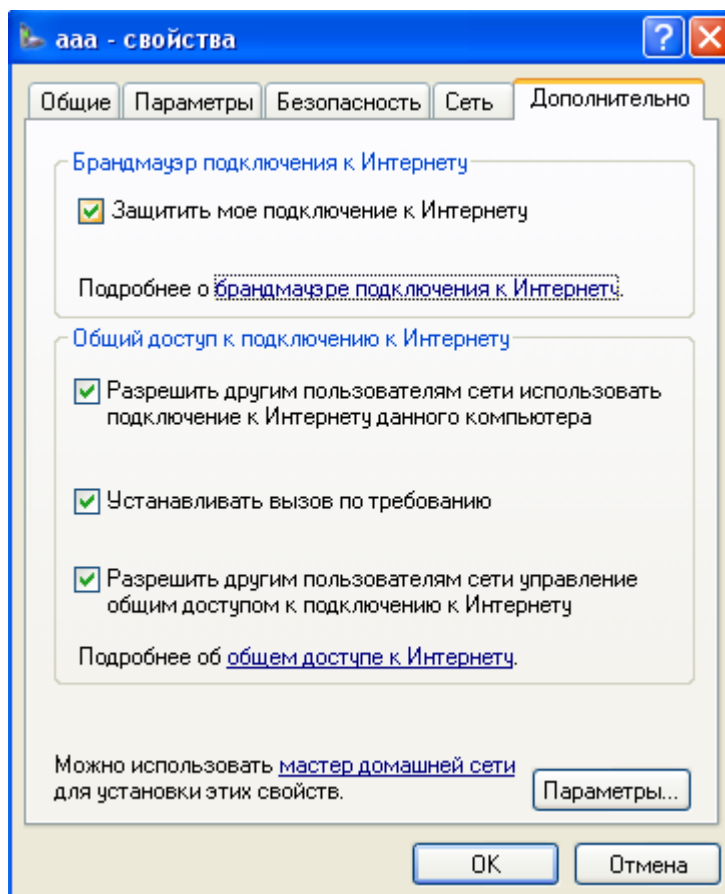 aaa - свойства
Общие Параметры Безопасность Сеть Дополнительно
Брандмауэр подключения к Интернету
Защитить мое подключение к Интернету
Подробнее о брандмауэре подключения к Интернету.
Общий доступ к подключению к Интернету
Разрешить другим пользователям сети использовать
подключение к Интернету данного компьютера
Устанавливать вызов по требованию
Разрешить другим пользователям сети управление
общим доступом к подключению к Интернету
Подробнее об общем доступе к Интернету.
Можно использовать мастер домашней сети
для установки этих свойств.
Параметры...
OK Отмена